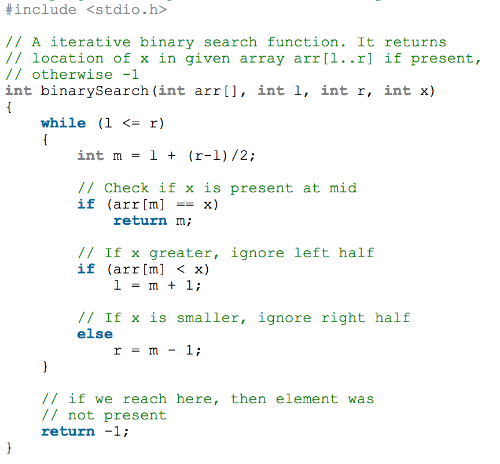 #include <stdio.h>

// A iterative binary search function. It returns
// location of x in given array arr[l..r] if present,
// otherwise -1
int binarySearch(int arr[], int l, int r, int x)
{
    while (l <= r)
    {
        int m = l + (r-l)/2;

        // Check if x is present at mid
        if (arr[m] == x)
            return m;

        // If x greater, ignore left half
        if (arr[m] < x)
            l = m + 1;

        // If x is smaller, ignore right half
        else
            r = m - 1;
    }

    // if we reach here, then element was
    // not present
    return -1;
}